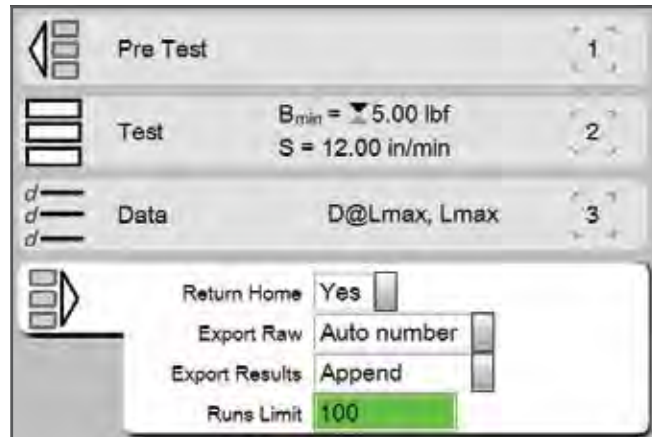 Pre Test 1
Bmin = 5.00 lbf
Test 2
S = 12.00 in/min
d
d Data D@Lmax, Lmax 3
d
Return Home Yes
Export Raw Auto number
Export Results Append
Runs Limit 100